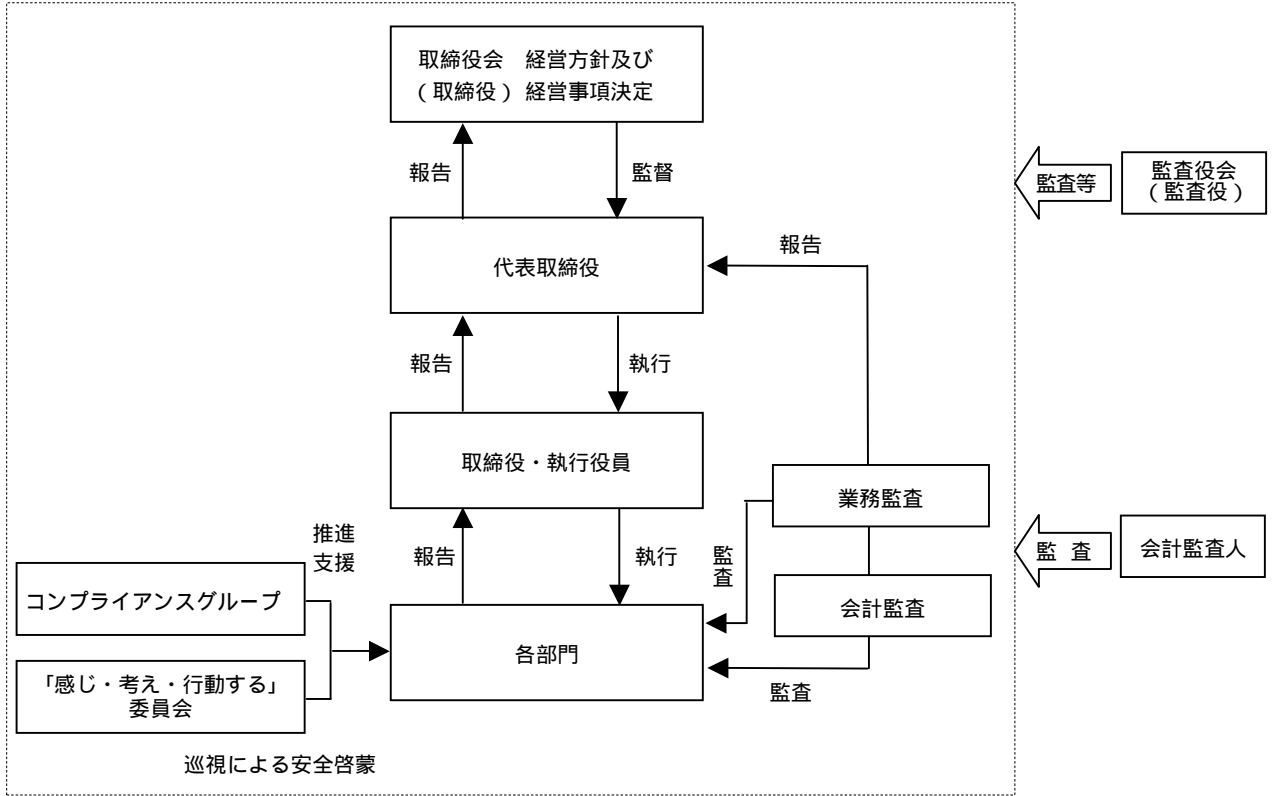 取締役会　経営方針及び
（取締役）経営事項決定
報告
監督
監査等
監査役会
（監査役）
報告
代表取締役
報告
執行
取締役・執行役員
業務監査
推進
支援
報告
執行
監査
監 査
会計監査人
コンプライアンスグループ
会計監査
各部門
「感じ・考え・行動する」
委員会
監査
巡視による安全啓蒙